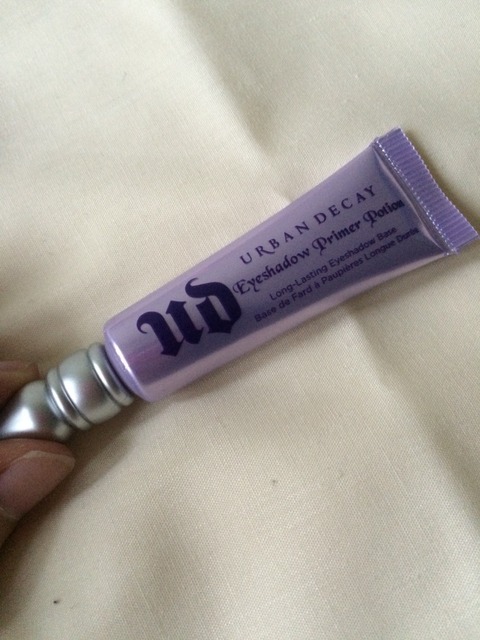 UD
URBAN DECAY
Eyeshadow Primer Potion
Long-Lasting Eyeshadow Base
Base de Fard à Paupières Longue Durée